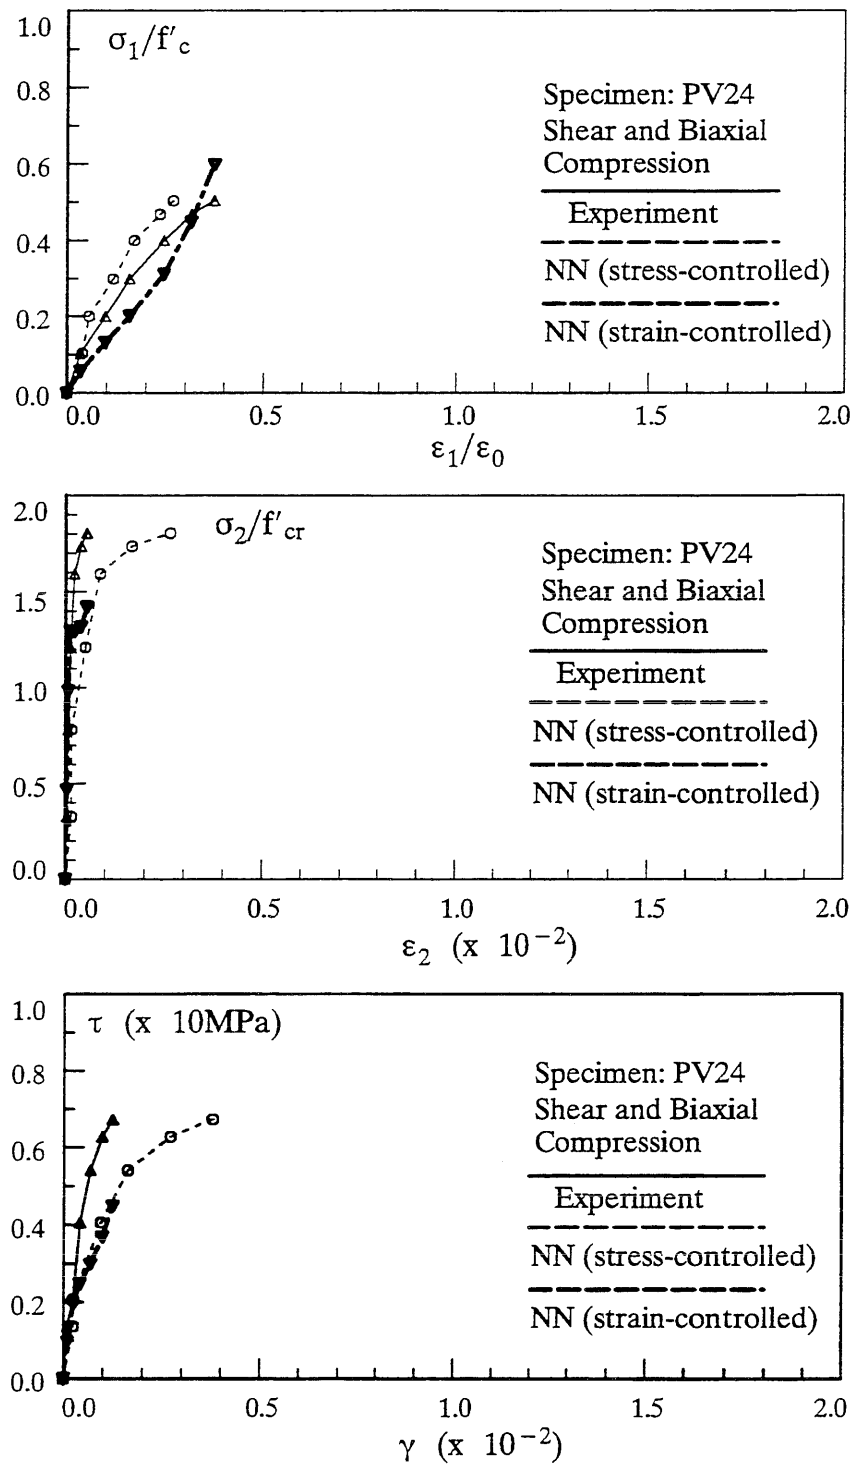 1.0
σ1/f'c
0.8
0.6
0.4
0.2
0.0
Specimen: PV24
Shear and Biaxial
Compression
Experiment
NN (stress-controlled)
NN (strain-controlled)
0.0 0.5 1.0 1.5 2.0
ε1/ε0
2.0
σ2/f'cr
1.5
1.0
0.5
0.0
Specimen: PV24
Shear and Biaxial
Compression
Experiment
NN (stress-controlled)
NN (strain-controlled)
0.0 0.5 1.0 1.5 2.0
ε2 (x 10−2)
1.0
τ (x 10MPa)
0.8
0.6
0.4
0.2
0.0
Specimen: PV24
Shear and Biaxial
Compression
Experiment
NN (stress-controlled)
NN (strain-controlled)
0.0 0.5 1.0 1.5 2.0
γ (x 10−2)